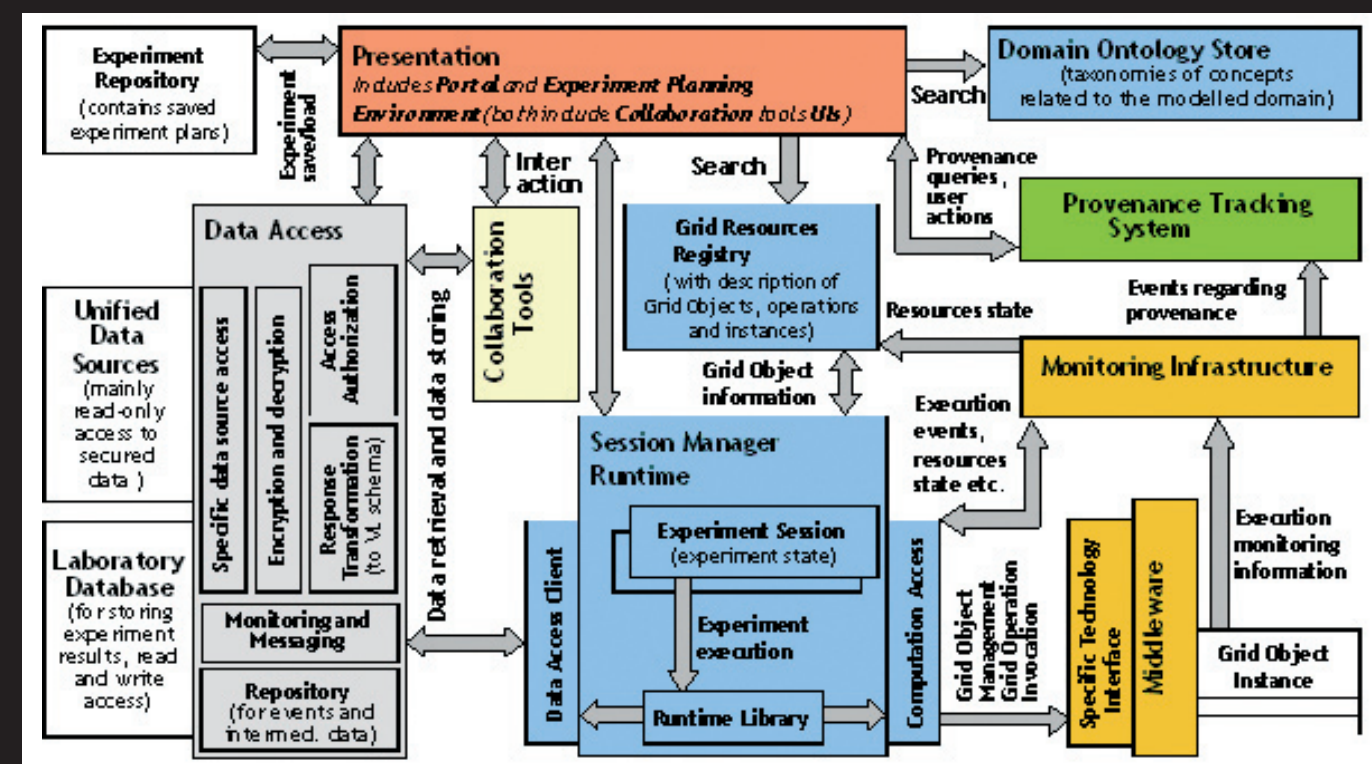 Experiment
Repository
(contains saved
experiment plans)
Experiment
save/load
Presentation
Includes Portal and Experiment Planning
Environment (both include Collaboration tools UIs)
Search
Domain Ontology Store
(taxonomies of concepts
related to the modelled domain)
Inter
action
Search
Provenance
queries,
user
actions
Provenance Tracking
System
Data Access
Specific data source access
Encryption and decryption
Access
Authorization
Response
Transformation
(to VL schema)
Monitoring and
Messaging
Repository
(for events and
intermed. data)
Unified
Data
Sources
(mainly
read-only
access to
secured
data )
Laboratory
Database
(for storing
experiment
results, read
and write
access)
Collaboration
Tools
Data retrieval and data storing
Grid Resources
Registry
(with description of
Grid Objects, operations
and instances)
Resources state
Events regarding
provenance
Monitoring Infrastructure
Grid Object
information
Execution
events,
resources
state etc.
Session Manager
Runtime
Experiment Session
(experiment state)
Experiment
execution
Runtime Library
Data Access Client
Computation Access
Grid Object
Management
Grid Operation
Invocation
Specific Technology
Interface
Middleware
Execution
monitoring
information
Grid Object
Instance